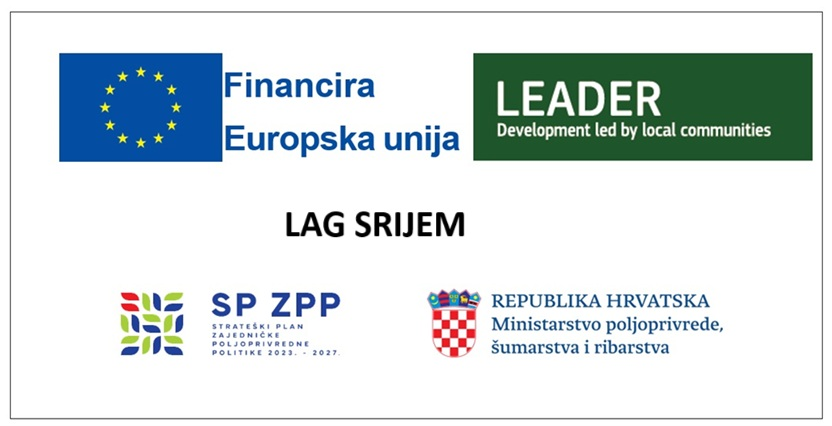 Financira
Europska unija
LEADER
Development led by local communities
LAG SRIJEM
SP ZPP
STRATEŠKI PLAN
ZAJEDNIČKE
POLJOPRIVREDNE
POLITIKE 2023. - 2027.
REPUBLIKA HRVATSKA
Ministarstvo poljoprivrede,
šumarstva i ribarstva